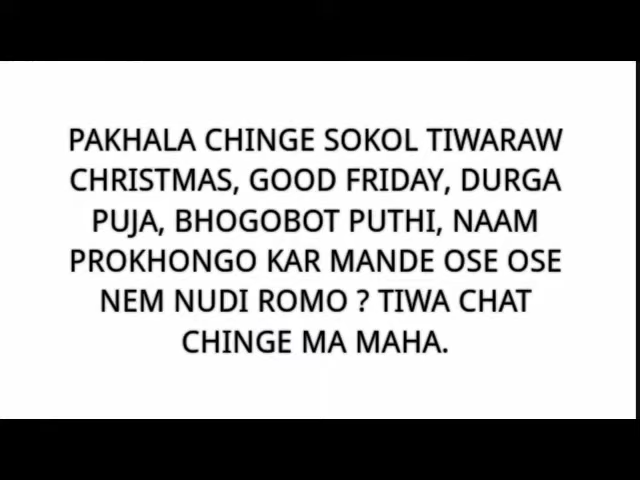 PAKHALA CHINGE SOKOL TIWARAW
CHRISTMAS, GOOD FRIDAY, DURGA
PUJA, BHOGOBOT PUTHI, NAAM
PROKHONGO KAR MANDE OSE OSE
NEM NUDI ROMO ? TIWA CHAT
CHINGE MA MAHA.